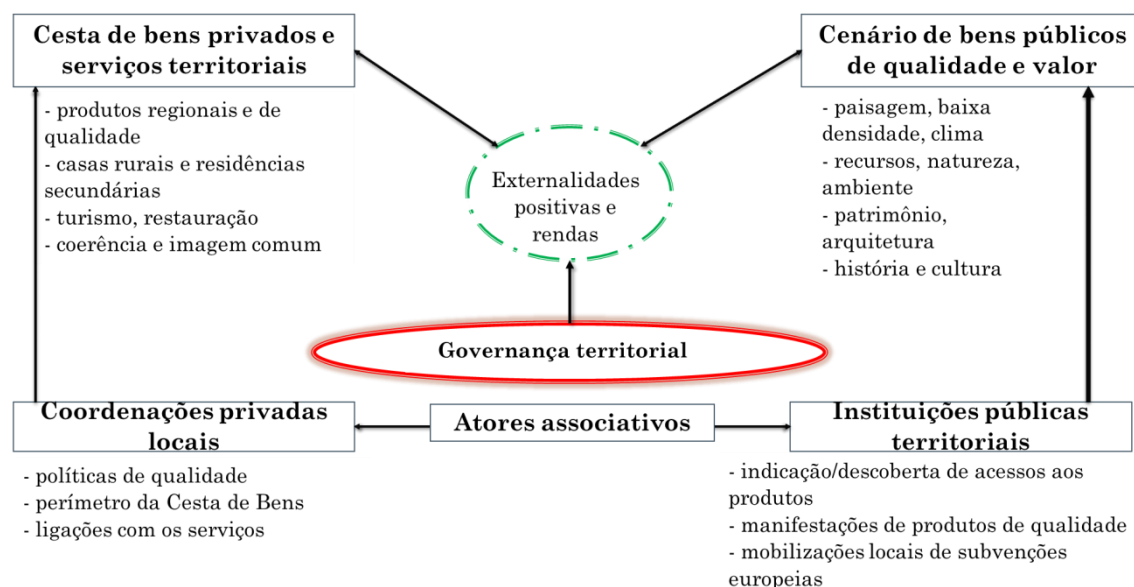 Cesta de bens privados e
serviços territoriais
- produtos regionais e de
qualidade
- casas rurais e residências
secundárias
- turismo, restauração
- coerência e imagem comum
Cenário de bens públicos
de qualidade e valor
- paisagem, baixa
densidade, clima
- recursos, natureza,
ambiente
- patrimônio,
arquitetura
- história e cultura
Externalidades
positivas e
rendas
Governança territorial
Coordenações privadas
locais
- políticas de qualidade
- perímetro da Cesta de Bens
- ligações com os serviços
Atores associativos
Instituições públicas
territoriais
- indicação/descoberta de acessos aos
produtos
- manifestações de produtos de qualidade
- mobilizações locais de subvenções
europeias